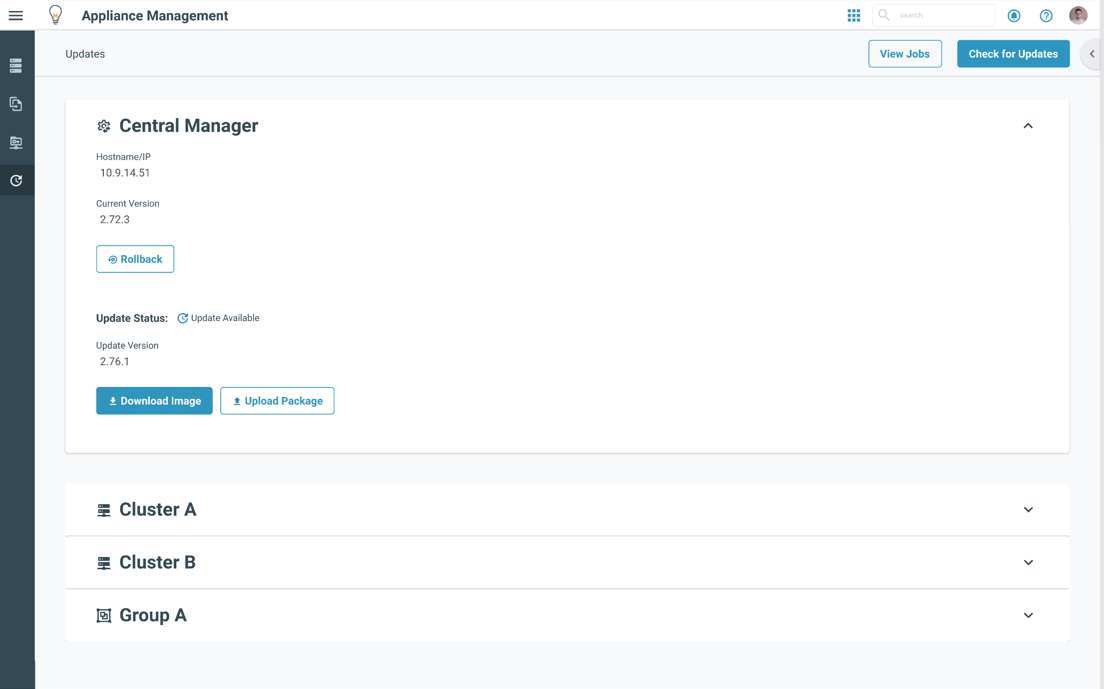 Appliance Management
search
Updates
View Jobs
Check for Updates
Central Manager
Hostname/IP
10.9.14.51
Current Version
2.72.3
Rollback
Update Status: Update Available
Update Version
2.76.1
Download Image
Upload Package
Cluster A
Cluster B
Group A